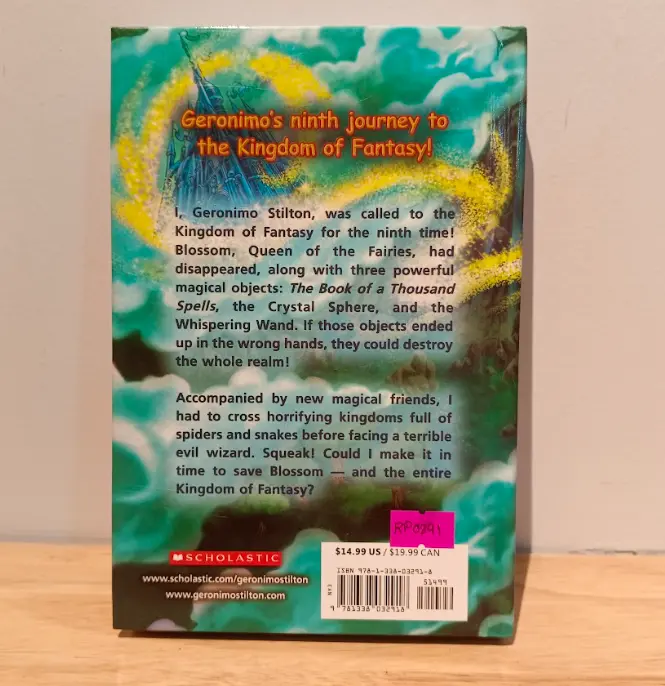 Geronimo's ninth journey to
the Kingdom of Fantasy!
I, Geronimo Stilton, was called to the
Kingdom of Fantasy for the ninth time!
Blossom, Queen of the Fairies, had
disappeared, along with three powerful
magical objects: The Book of a Thousand
Spells, the Crystal Sphere, and the
Whispering Wand. If those objects ended
up in the wrong hands, they could destroy
the whole realm!
Accompanied by new magical friends, I
had to cross horrifying kingdoms full of
spiders and snakes before facing a terrible
evil wizard. Squeak! Could I make it in
time to save Blossom — and the entire
Kingdom of Fantasy?
RP0291
$14.99 US / $19.99 CAN
SCHOLASTIC
www.scholastic.com/geronimostilton
www.geronimostilton.com
ISBN 978-1-338-03291-8
51499
9 781338 032918